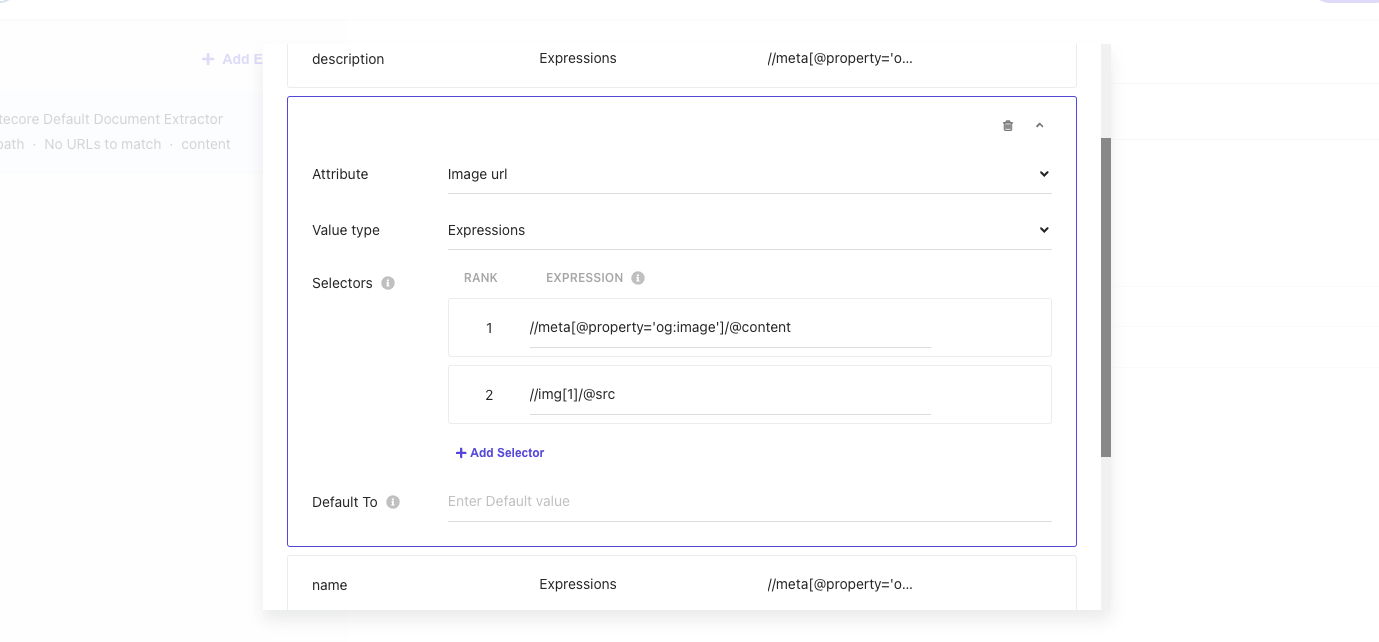 Add E
tecore Default Document Extractor
path · No URLs to match · content
description Expressions //meta[@property='o...
Attribute Image url
Value type Expressions
Selectors RANK EXPRESSION
1 //meta[@property='og:image']/@content
2 //img[1]/@src
Add Selector
Default To Enter Default value
name Expressions //meta[@property='o...